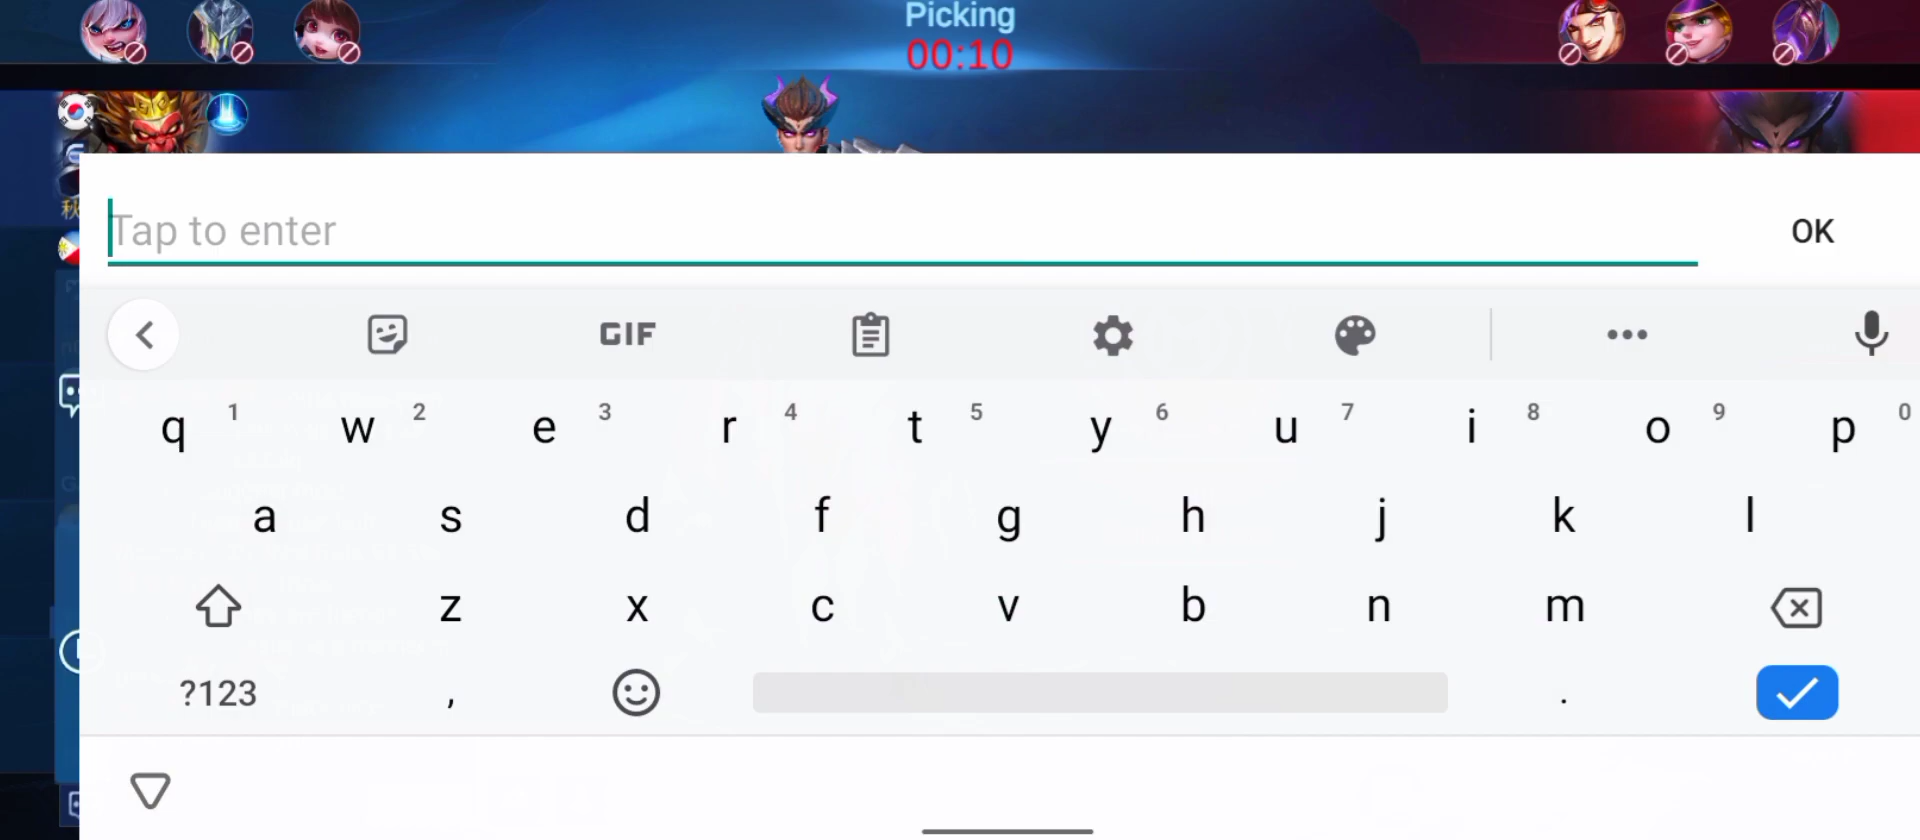 Picking
00:10
秋
Tap to enter
OK
GIF
q 1 w 2 e 3 r 4 t 5 y 6 u 7 i 8 o 9 p 0
a s d f g h j k l
z x c v b n m
?123 , .